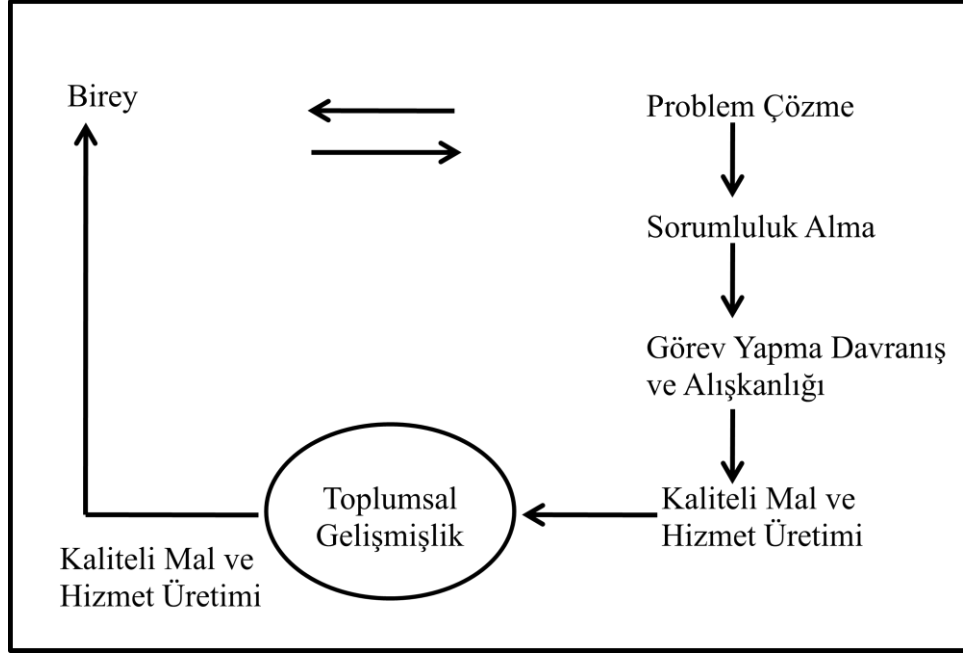 Birey
Problem Çözme
Sorumluluk Alma
Görev Yapma Davranış
ve Alışkanlığı
Kaliteli Mal ve
Hizmet Üretimi
Toplumsal
Gelişmişlik
Kaliteli Mal ve
Hizmet Üretimi